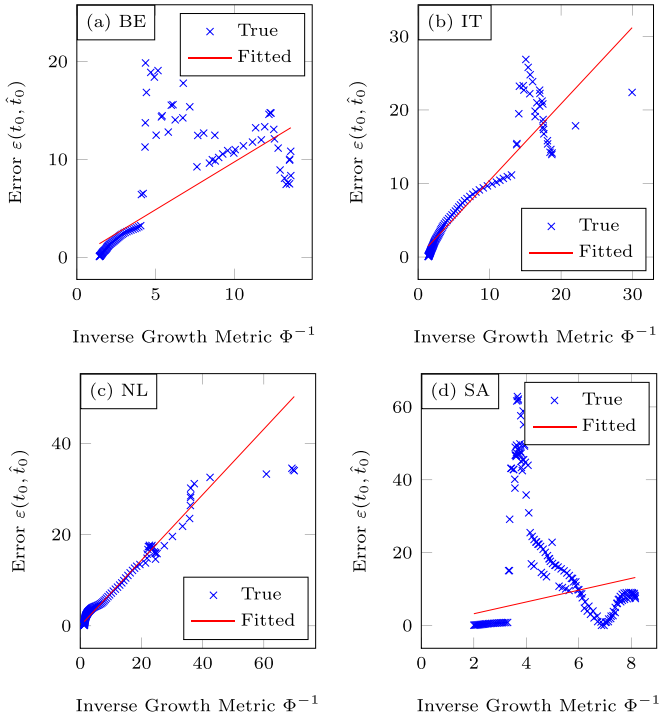 (a) BE
True
Fitted
20
10
0
0
5
10
Error ε(t₀, t̂₀)
Inverse Growth Metric Φ⁻¹
(b) IT
True
Fitted
30
20
10
0
0
10
20
30
Error ε(t₀, t̂₀)
Inverse Growth Metric Φ⁻¹
(c) NL
True
Fitted
40
20
0
0
20
40
60
Error ε(t₀, t̂₀)
Inverse Growth Metric Φ⁻¹
(d) SA
True
Fitted
60
40
20
0
0
2
4
6
8
Error ε(t₀, t̂₀)
Inverse Growth Metric Φ⁻¹